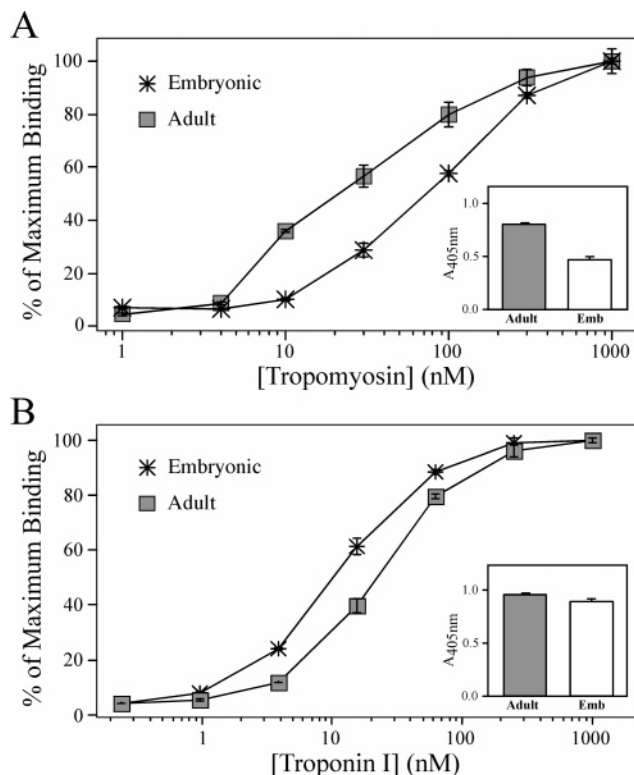 A
100
80
60
40
20
0
% of Maximum Binding
Embryonic
Adult
1.0
0.5
0.0
A405nm
Adult Emb
1 10 100 1000
[Tropomyosin] (nM)
B
100
80
60
40
20
0
% of Maximum Binding
Embryonic
Adult
1.0
0.5
0.0
A405nm
Adult Emb
1 10 100 1000
[Troponin I] (nM)